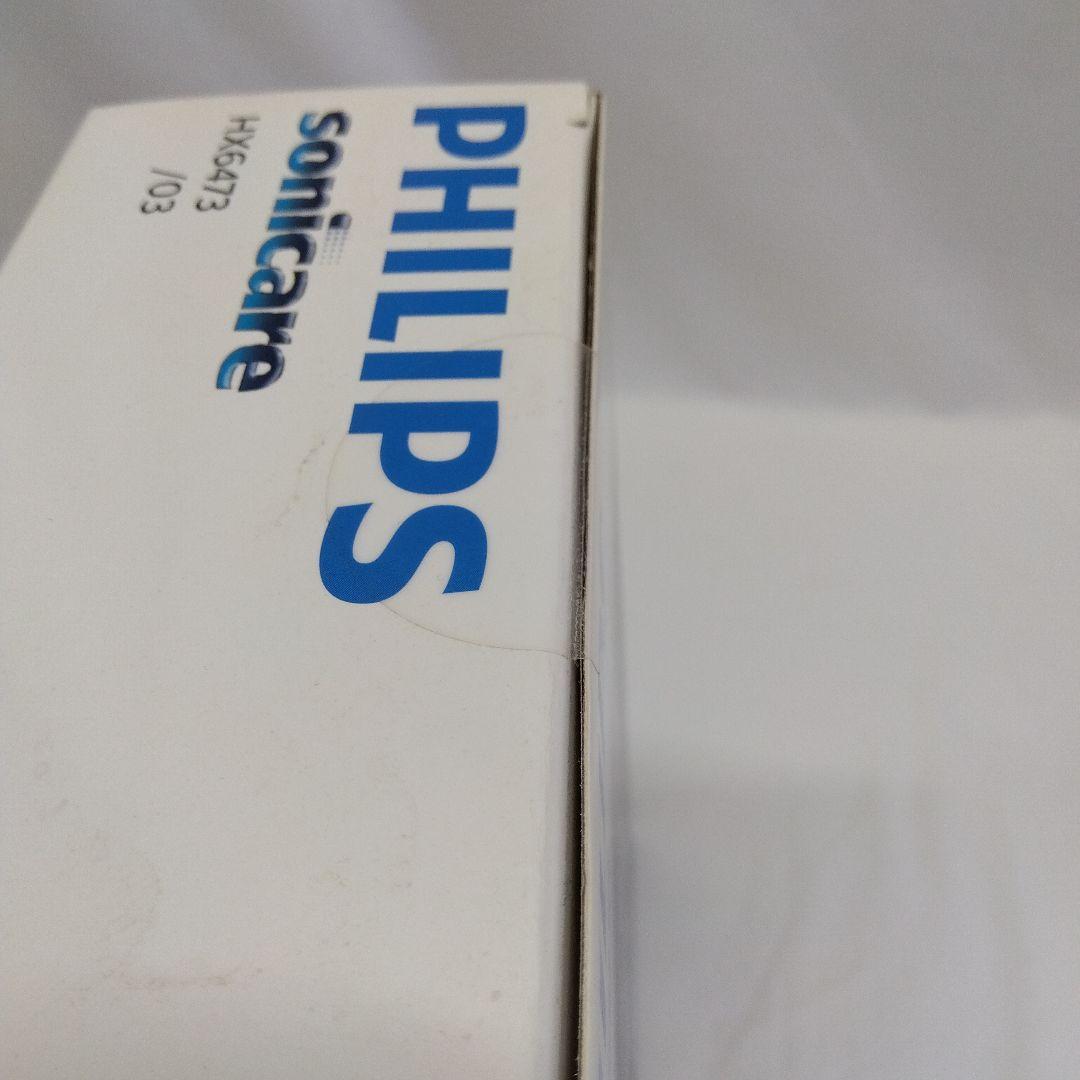 PHILIPS
sonicare
HX6473
/03